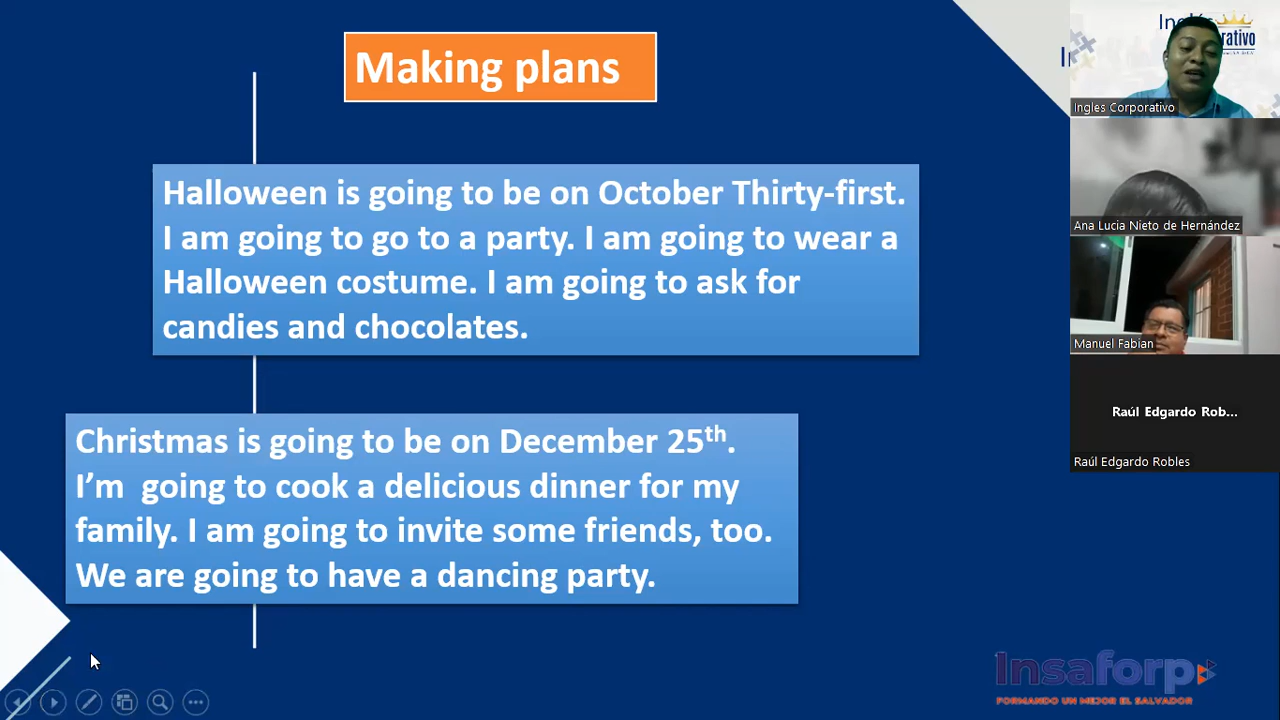 Making plans
Halloween is going to be on October Thirty-first.
I am going to go to a party. I am going to wear a
Halloween costume. I am going to ask for
candies and chocolates.
Christmas is going to be on December 25th.
I’m going to cook a delicious dinner for my
family. I am going to invite some friends, too.
We are going to have a dancing party.
Ingles Corporativo
Ana Lucia Nieto de Hernández
Manuel Fabian
Raúl Edgardo Rob...
Raúl Edgardo Robles
Insaforp
FORMANDO UN MEJOR EL SALVADOR